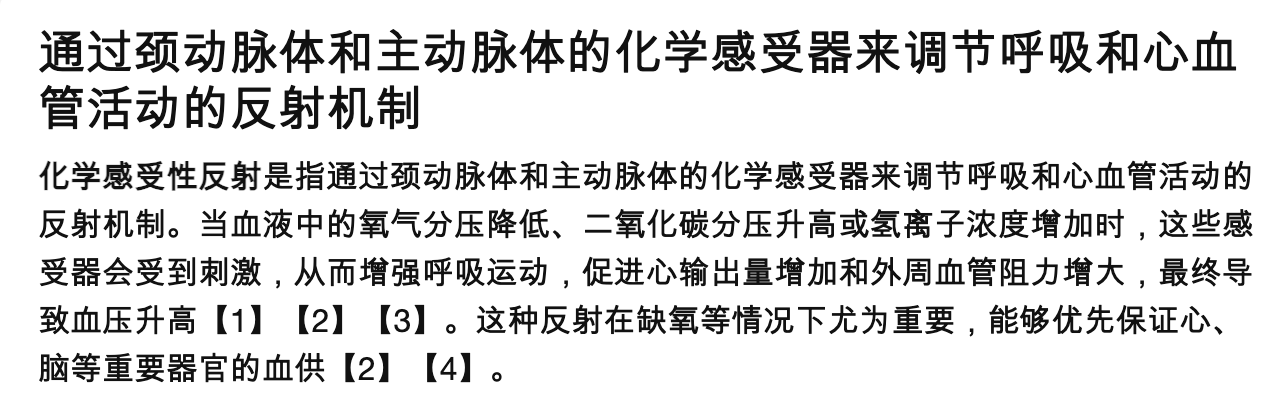 通过颈动脉体和主动脉体的化学感受器来调节呼吸和心血
管活动的反射机制
化学感受性反射是指通过颈动脉体和主动脉体的化学感受器来调节呼吸和心血管活动的
反射机制。当血液中的氧气分压降低、二氧化碳分压升高或氢离子浓度增加时，这些感
受器会受到刺激，从而增强呼吸运动，促进心输出量增加和外周血管阻力增大，最终导
致血压升高【1】【2】【3】。这种反射在缺氧等情况下尤为重要，能够优先保证心、
脑等重要器官的血供【2】【4】。